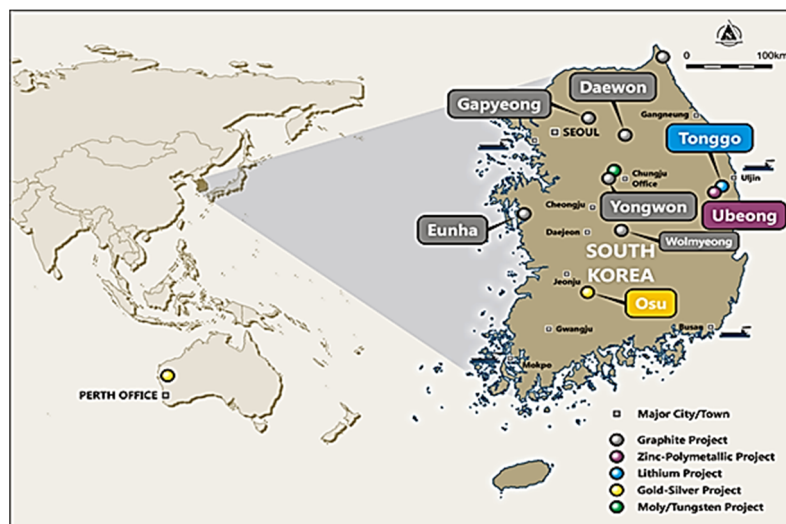 0 100km
Daewon
Gapyeong
Gangneung
SEOUL
Tonggo
Uljin
Chungju
Office
Yongwon
Ubeong
Cheongju
Eunha
Daejeon
Wolmyeong
SOUTH
KOREA
Jeonju
Osu
Gwangju
Busan
Mokpo
PERTH OFFICE
Major City/Town
Graphite Project
Zinc-Polymetallic Project
Lithium Project
Gold-Silver Project
Moly/Tungsten Project